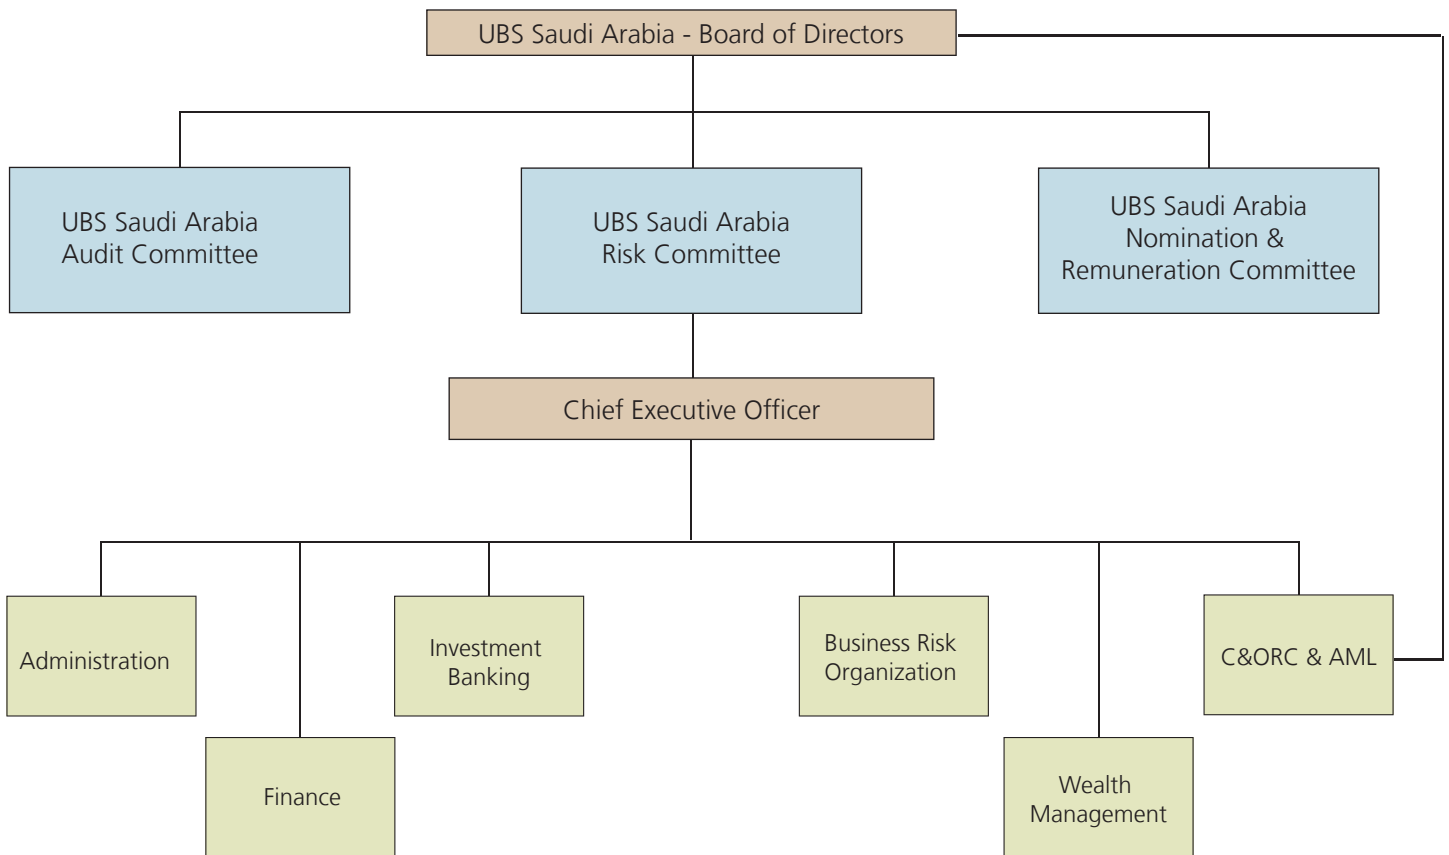 UBS Saudi Arabia - Board of Directors
UBS Saudi Arabia
Audit Committee
UBS Saudi Arabia
Risk Committee
UBS Saudi Arabia
Nomination &
Remuneration Committee
Chief Executive Officer
Administration
Finance
Investment
Banking
Business Risk
Organization
Wealth
Management
C&ORC & AML